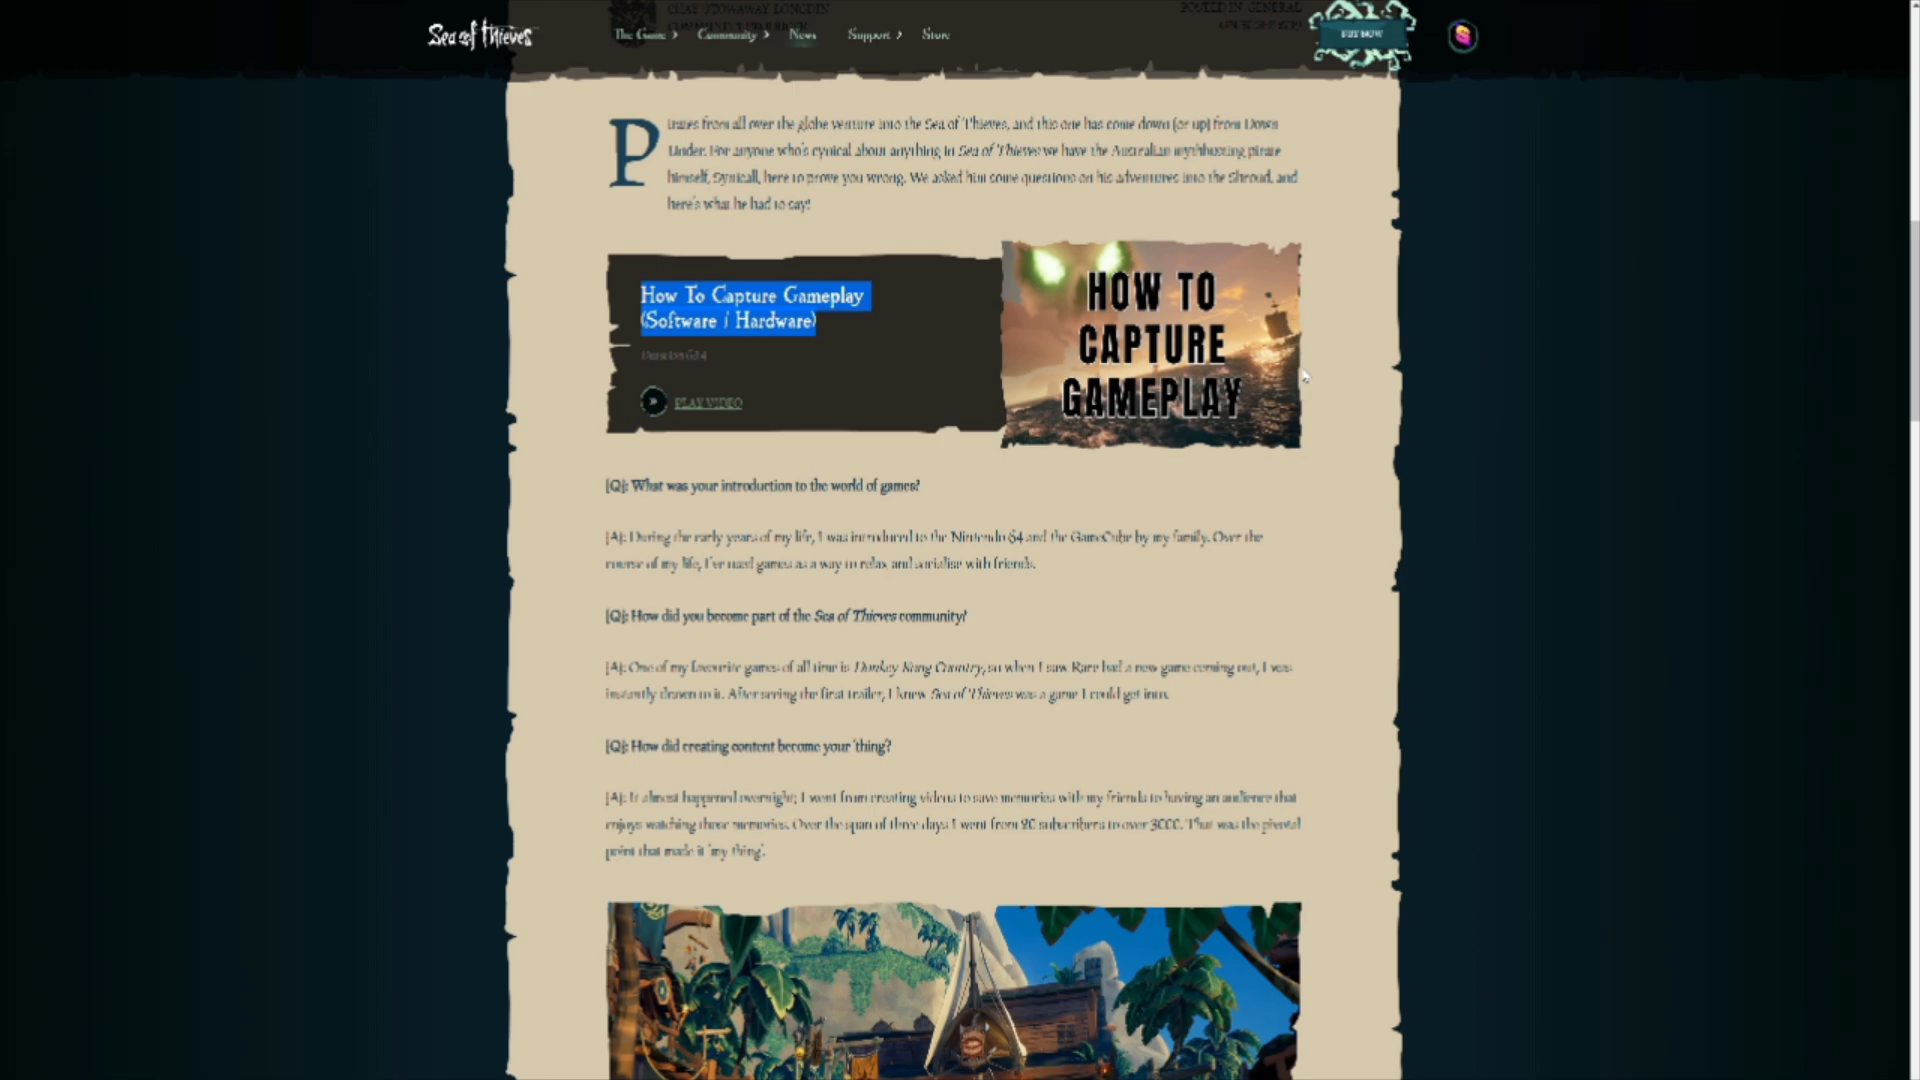 CHAY 'STOWAWAY' LONGDIN
POSTED IN GENERAL
Sea of Thieves
The Game
Community
News
Support
Store
BUY NOW
Pirates from all over the globe venture into the Sea of Thieves, and this one has come down (or up) from Down
Under. For anyone who's cynical about anything in Sea of Thieves we have the Australian mythbusting pirate
himself, Synicall, here to prove you wrong. We asked him some questions on his adventures into the Shroud, and
here's what he had to say!
How To Capture Gameplay
(Software / Hardware)
Duration
PLAY VIDEO
HOW TO
CAPTURE
GAMEPLAY
[Q]: What was your introduction to the world of games?
[A]: During the early years of my life, I was introduced to the Nintendo 64 and the GameCube by my family. Over the
course of my life, I've used games as a way to relax and socialise with friends.
[Q]: How did you become part of the Sea of Thieves community?
[A]: One of my favourite games of all time is Donkey Kong Country, so when I saw Rare had a new game coming out, I was
instantly drawn to it. After seeing the first trailer, I knew Sea of Thieves was a game I could get into.
[Q]: How did creating content become your 'thing'?
[A]: It almost happened overnight; I went from creating videos to save memories with my friends to having an audience that
enjoys watching those memories. Over the span of three days I went from 20 subscribers to over 3000. That was the pivotal
point that made it 'my thing'.